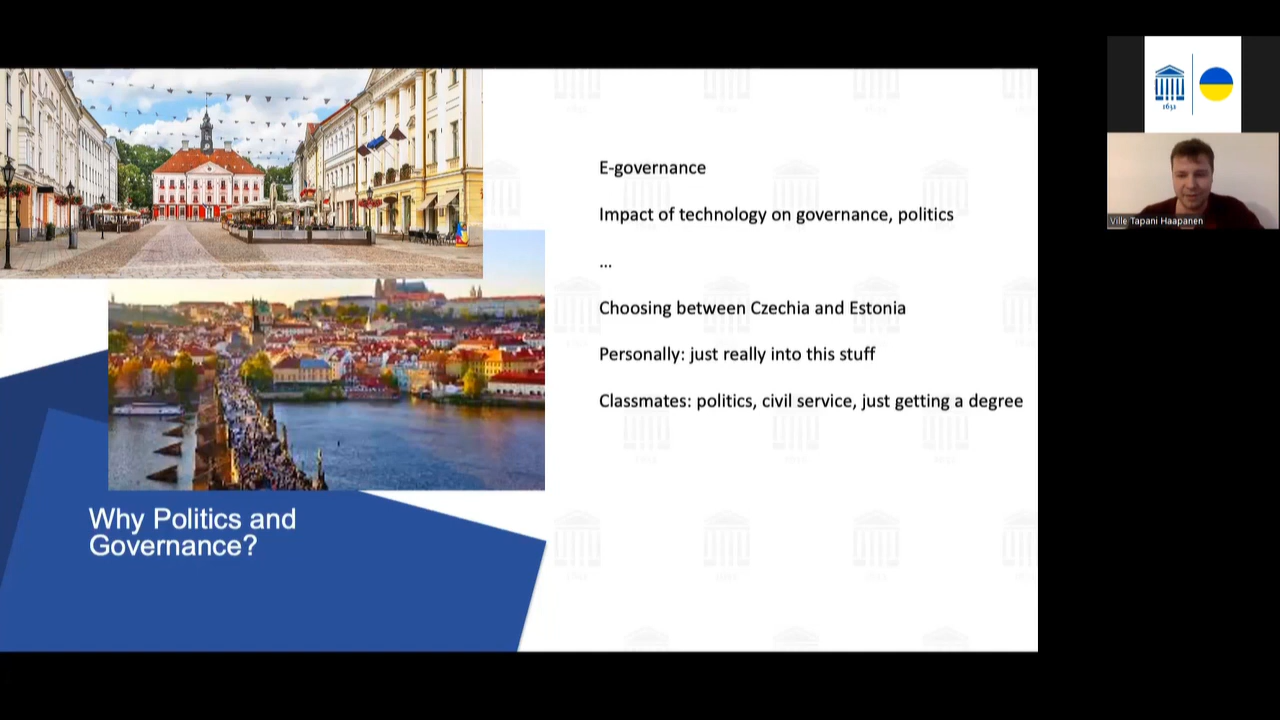 E-governance
Impact of technology on governance, politics
...
Choosing between Czechia and Estonia
Personally: just really into this stuff
Classmates: politics, civil service, just getting a degree
Why Politics and
Governance?
1632
Ville Tapani Haapanen